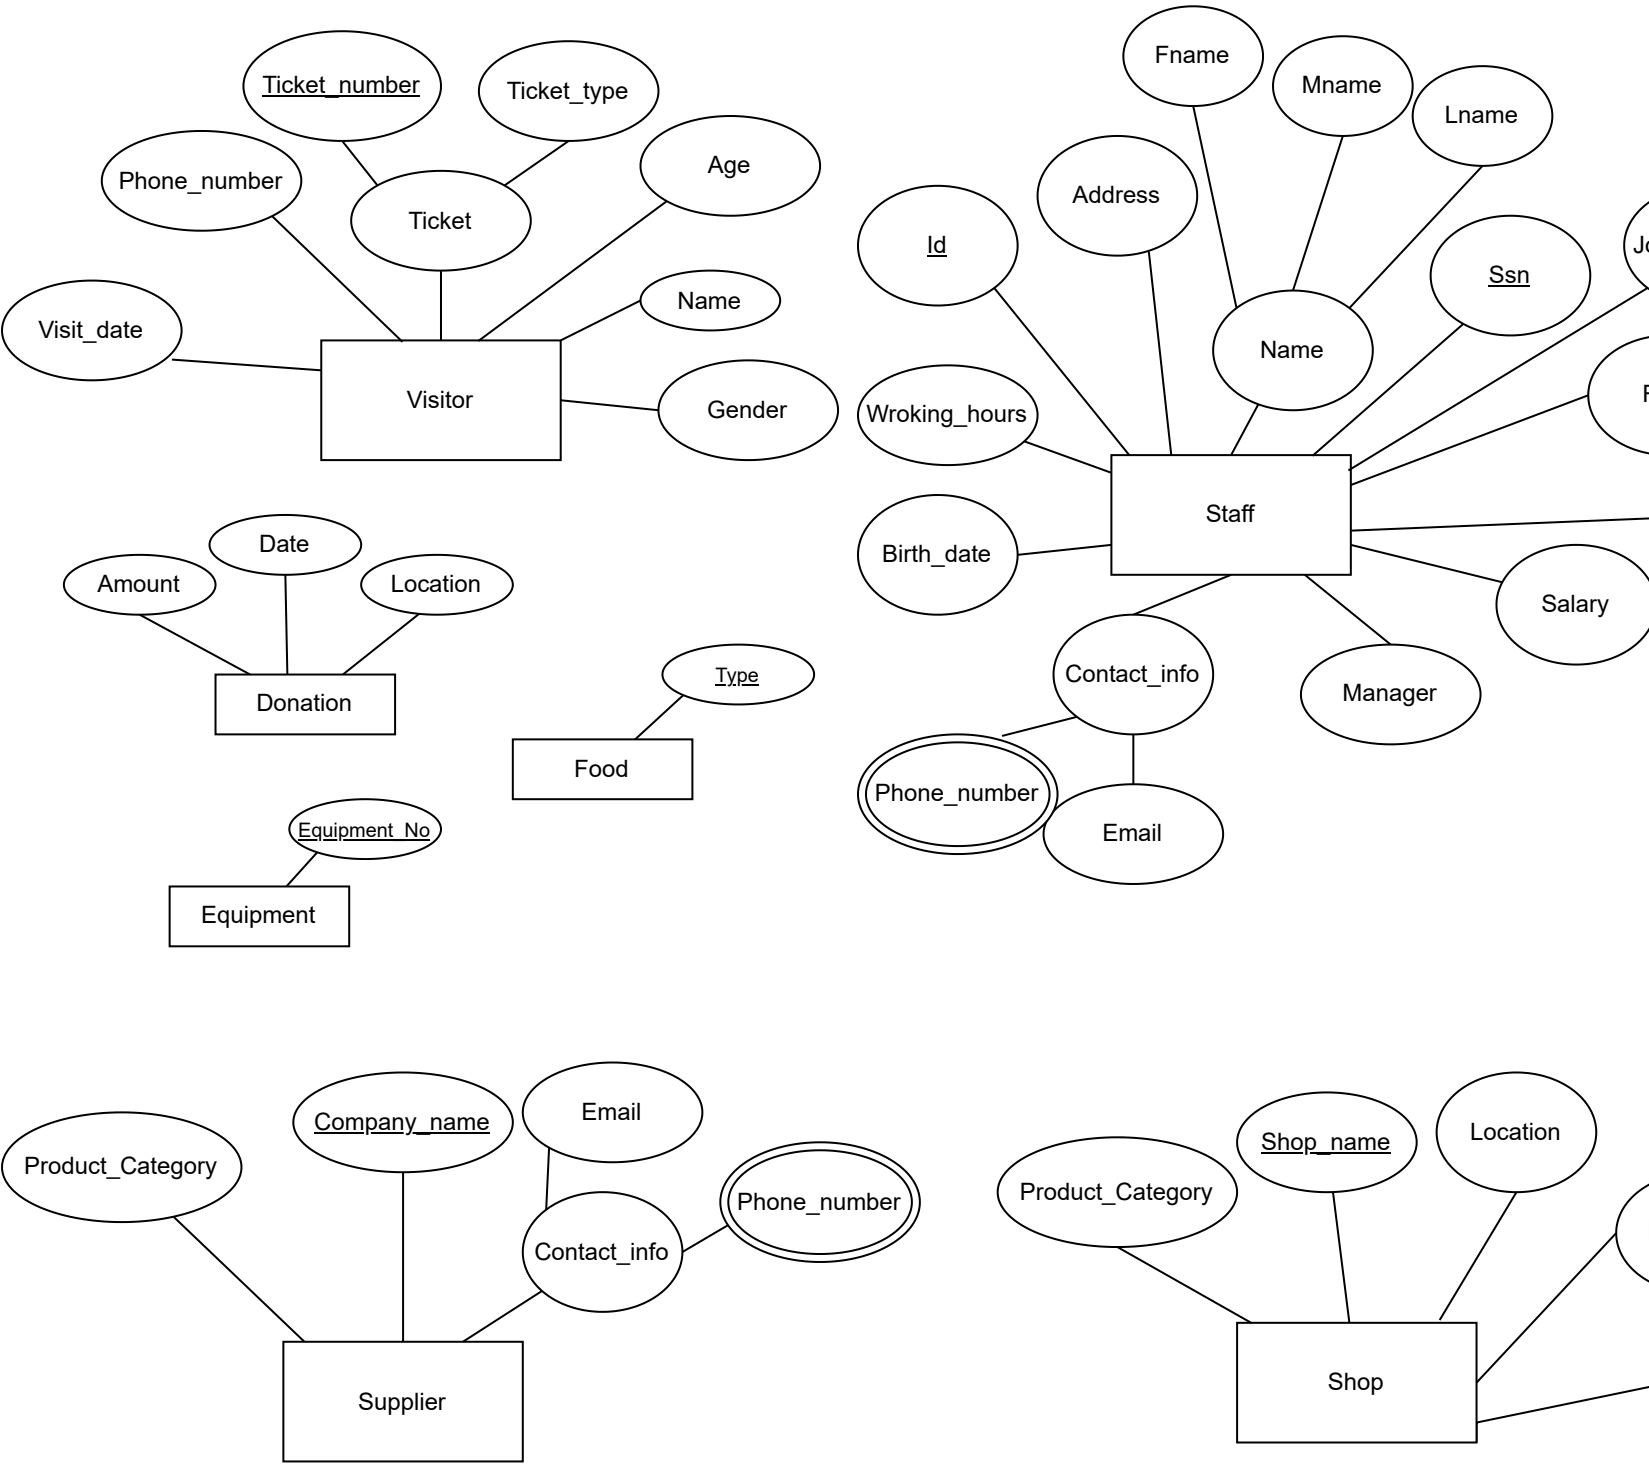 Fname
Mname
Ticket_number
Ticket_type
Lname
Age
Phone_number
Address
Ticket
Id
Ssn
Name
Visit_date
Name
Visitor
Gender
Wroking_hours
Staff
Date
Birth_date
Amount
Location
Salary
Type
Contact_info
Manager
Donation
Food
Phone_number
Equipment_No
Email
Equipment
Email
Company_name
Location
Shop_name
Product_Category
Product_Category
Phone_number
Contact_info
Shop
Supplier